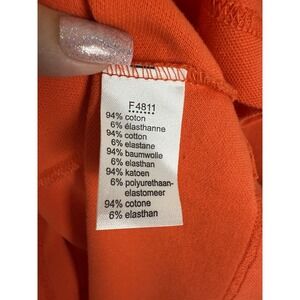 F 4811
94% coton
6% élasthanne
94% cotton
6% elastane
94% baumwolle
6% elasthan
94% katoen
6% polyurethaan-
elastomeer
94% cotone
6% elasthan